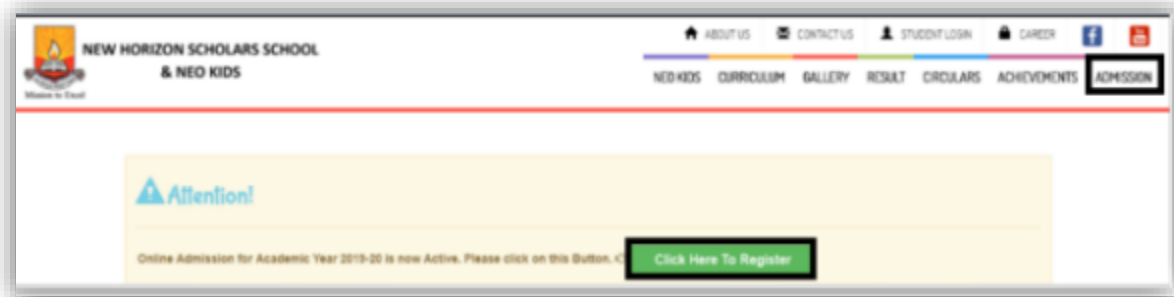 NEW HORIZON SCHOLARS SCHOOL
& NEO KIDS
Mission to Excel
ABOUT US CONTACT US STUDENT LOGIN CAREER
NEO KIDS CURRICULUM GALLERY RESULT CIRCULARS ACHIEVEMENTS ADMISSION
Attention!
Online Admission for Academic Year 2019-20 is now Active. Please click on this Button.
Click Here To Register